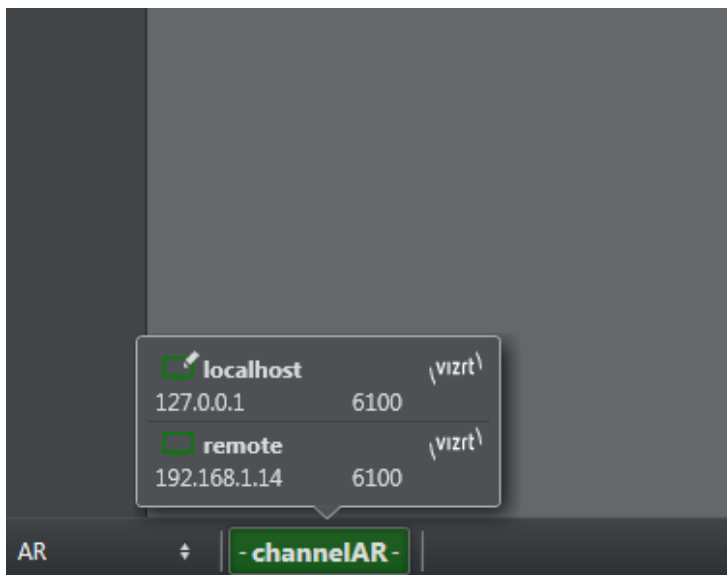 localhost
vizrt
127.0.0.1 6100
remote
vizrt
192.168.1.14 6100
AR
- channelAR -